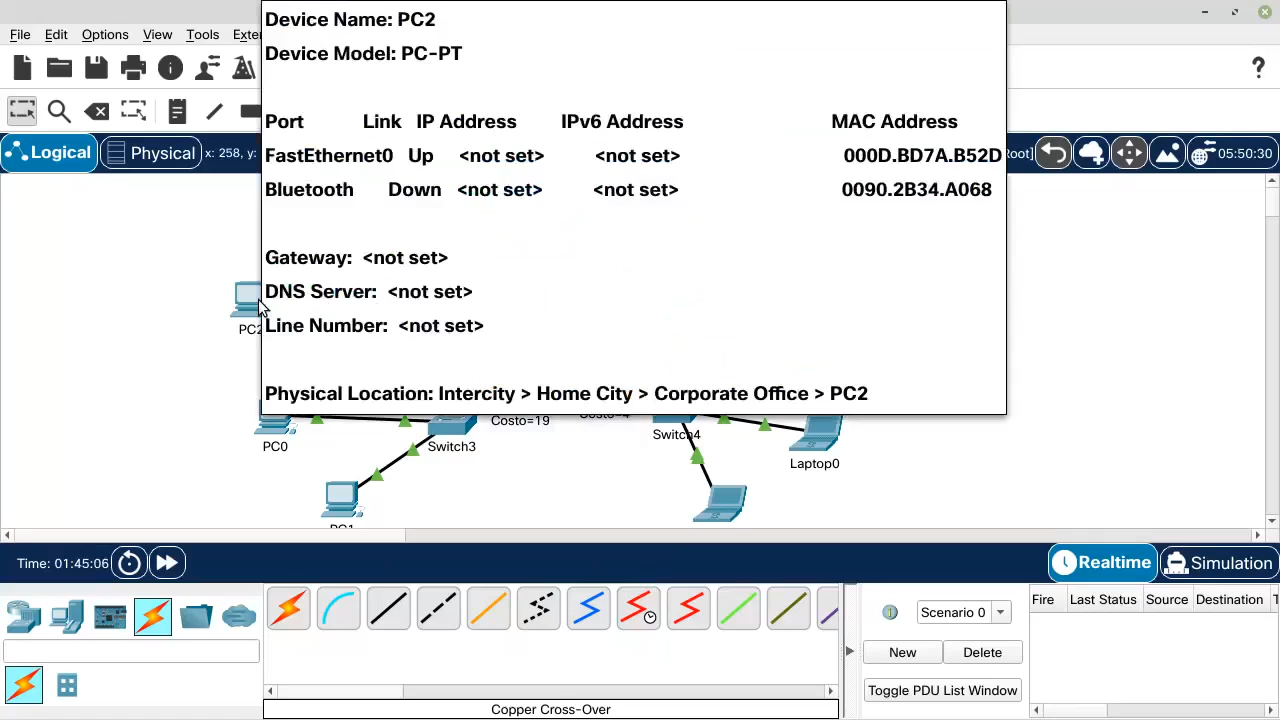 Device Name: PC2
Device Model: PC-PT
File Edit Options View Tools
Port Link IP Address IPv6 Address MAC Address
Logical Physical x: 258, FastEthernet0 Up <not set> <not set> 000D.BD7A.B52D Root] 05:50:30
Bluetooth Down <not set> <not set> 0090.2B34.A068
Gateway: <not set>
DNS Server: <not set>
PC2 Line Number: <not set>
Physical Location: Intercity > Home City > Corporate Office > PC2
Costo=19
PC0 Switch3 Switch4
Laptop0
PC1
Time: 01:45:06 Realtime Simulation
Fire Last Status Source Destination
Scenario 0
New Delete
Toggle PDU List Window
Copper Cross-Over